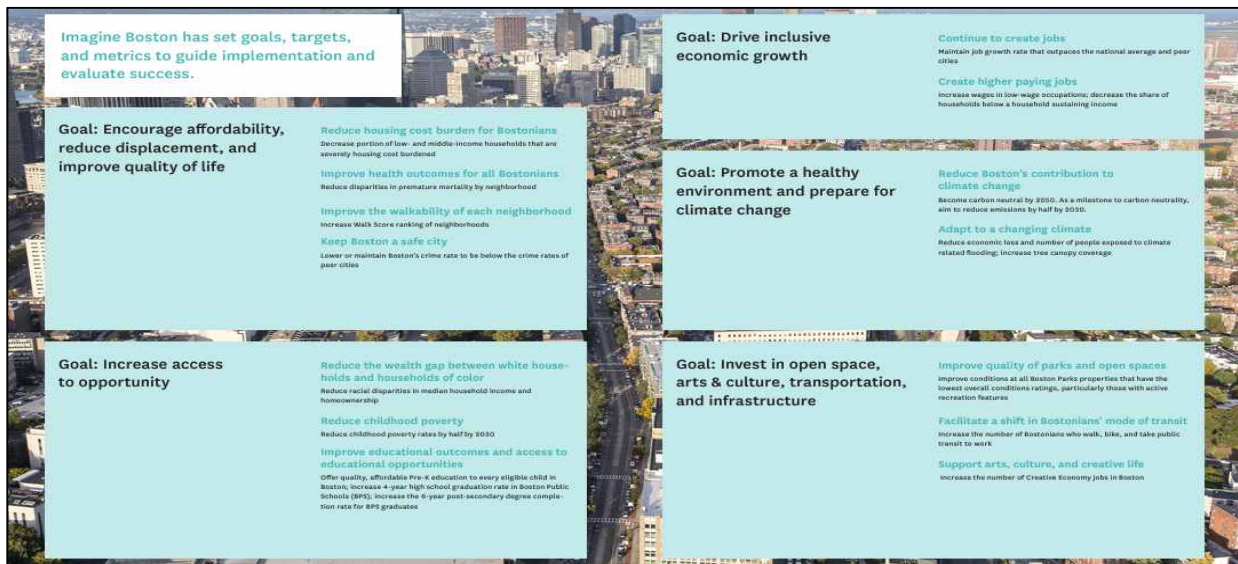 Imagine Boston has set goals, targets,
and metrics to guide implementation and
evaluate success.
Goal: Encourage affordability,
reduce displacement, and
improve quality of life
Reduce housing cost burden for Bostonians
Decrease portion of low- and middle-income households that are
severely housing cost burdened
Improve health outcomes for all Bostonians
Reduce disparities in premature mortality by neighborhood
Improve the walkability of each neighborhood
Increase Walk Score ranking of neighborhoods
Keep Boston a safe city
Lower or maintain Boston's crime rate to be below the crime rates of
peer cities
Goal: Increase access
to opportunity
Reduce the wealth gap between white house-
holds and households of color
Reduce racial disparities in median household income and
homeownership
Reduce childhood poverty
Reduce childhood poverty rates by half by 2030
Improve educational outcomes and access to
educational opportunities
Offer quality, affordable Pre-K education to every eligible child in
Boston; increase 4-year high school graduation rate in Boston Public
Schools (BPS); increase the 6-year post-secondary degree comple-
tion rate for BPS graduates
Goal: Drive inclusive
economic growth
Continue to create jobs
Maintain job growth rate that outpaces the national average and peer
cities
Create higher paying jobs
Increase wages in low-wage occupations; decrease the share of
households below a household sustaining income
Goal: Promote a healthy
environment and prepare for
climate change
Reduce Boston's contribution to
climate change
Become carbon neutral by 2050. As a milestone to carbon neutrality,
aim to reduce emissions by half by 2030.
Adapt to a changing climate
Reduce economic loss and number of people exposed to climate
related flooding; increase tree canopy coverage
Goal: Invest in open space,
arts & culture, transportation,
and infrastructure
Improve quality of parks and open spaces
Improve conditions at all Boston Parks properties that have the
lowest overall conditions ratings, particularly those with active
recreation features
Facilitate a shift in Bostonians' mode of transit
Increase the number of Bostonians who walk, bike, and take public
transit to work
Support arts, culture, and creative life
Increase the number of Creative Economy jobs in Boston